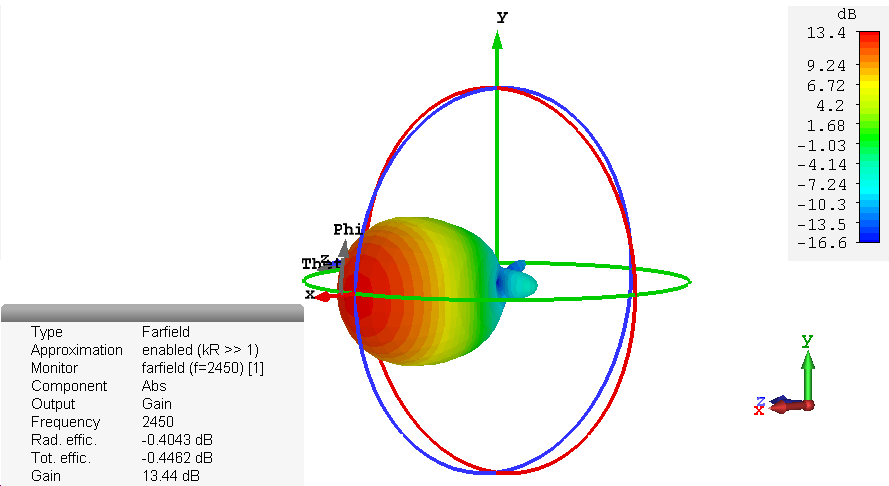 y
dB
13.4
9.24
6.72
4.2
1.68
-1.03
-4.14
-7.24
-10.3
-13.5
-16.6
Phi
z
x
Type Farfield
Approximation enabled (kR >> 1)
Monitor farfield (f=2450) [1]
Component Abs
Output Gain
Frequency 2450
Rad. effic. -0.4043 dB
Tot. effic. -0.4462 dB
Gain 13.44 dB
y
z
x